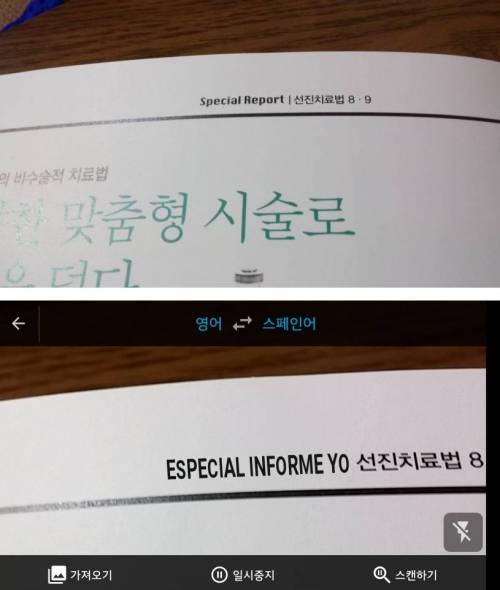 Special Report | 선진치료법 8 · 9
의 비수술적 치료법
맞춤형 시술로
덜다
영어 스페인어
ESPECIAL INFORME YO 선진치료법 8
가져오기 일시중지 스캔하기